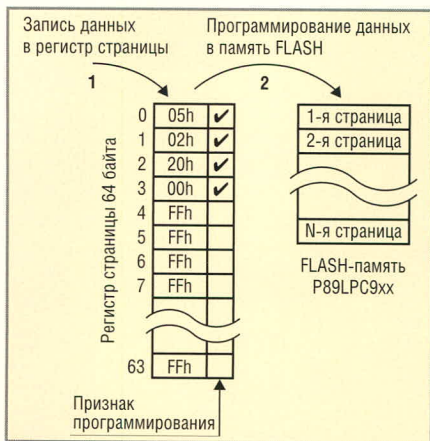 Запись данных
в регистр страницы
1
Программирование данных
в память FLASH
2
Регистр страницы 64 байта
0 05h ✔
1 02h ✔
2 20h ✔
3 00h ✔
4 FFh
5 FFh
6 FFh
7 FFh
63 FFh
Признак
программирования
1-я страница
2-я страница
N-я страница
FLASH-память
P89LPC9xx